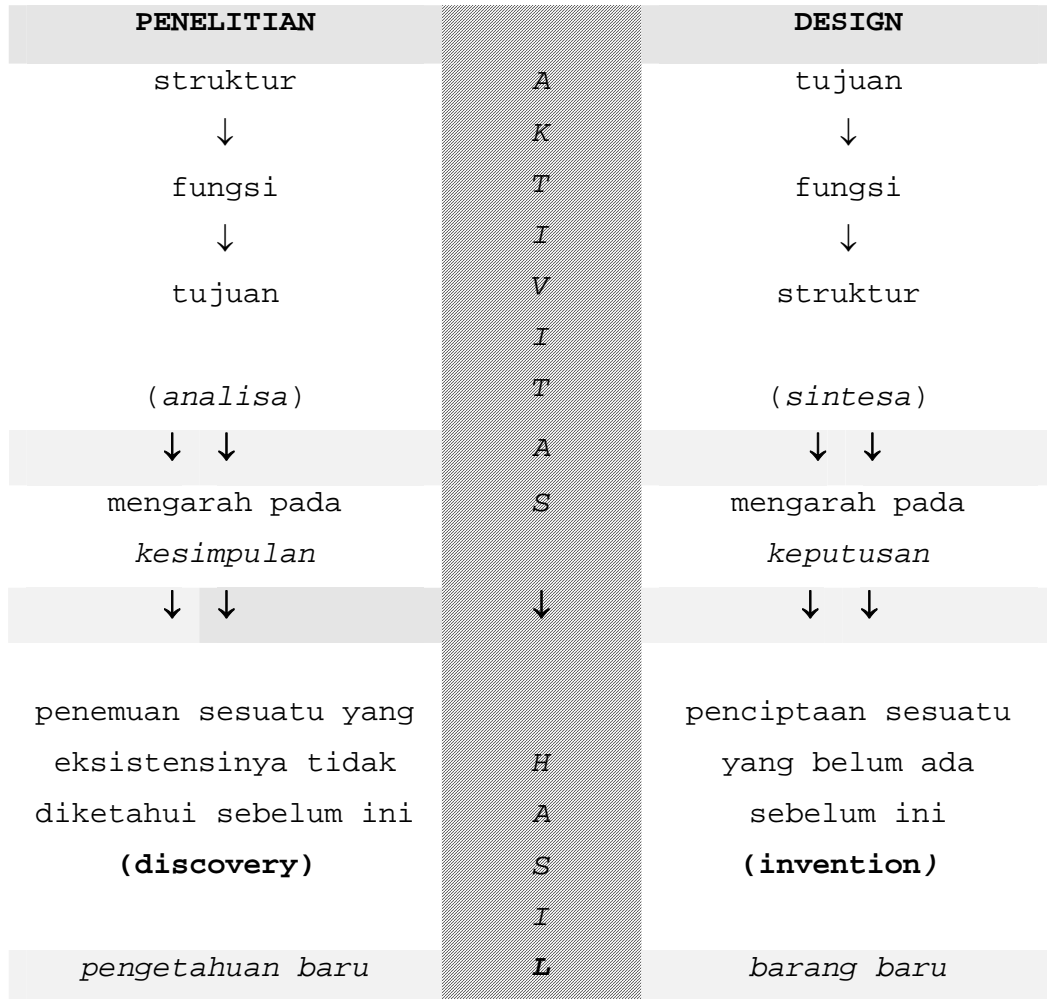 PENELITIAN DESIGN
struktur A tujuan
↓ K ↓
fungsi T fungsi
↓ I ↓
tujuan V struktur
I
(analisa) T (sintesa)
↓ ↓ A ↓ ↓
mengarah pada S mengarah pada
kesimpulan keputusan
↓ ↓ ↓ ↓ ↓
penemuan sesuatu yang penciptaan sesuatu
eksistensinya tidak H yang belum ada
diketahui sebelum ini A sebelum ini
(discovery) S (invention)
I
pengetahuan baru L barang baru